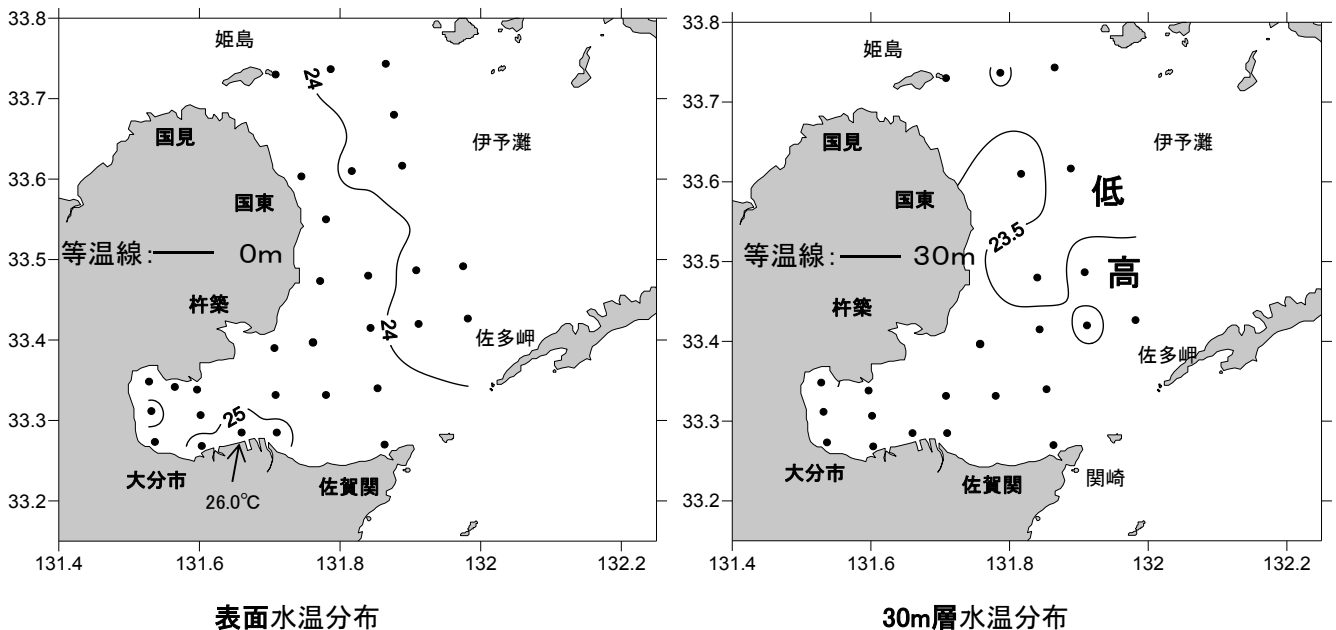 33.8
33.7
33.6
33.5
33.4
33.3
33.2
131.4 131.6 131.8 132 132.2
姫島
24
国見
伊予灘
国東
等温線: 0m
杵築
24
佐多岬
25
大分市
佐賀関
26.0℃
表面水温分布
33.8
33.7
33.6
33.5
33.4
33.3
33.2
131.4 131.6 131.8 132 132.2
姫島
国見
伊予灘
国東
低
23.5
等温線: 30m
高
杵築
佐多岬
大分市
佐賀関
関崎
30m層水温分布